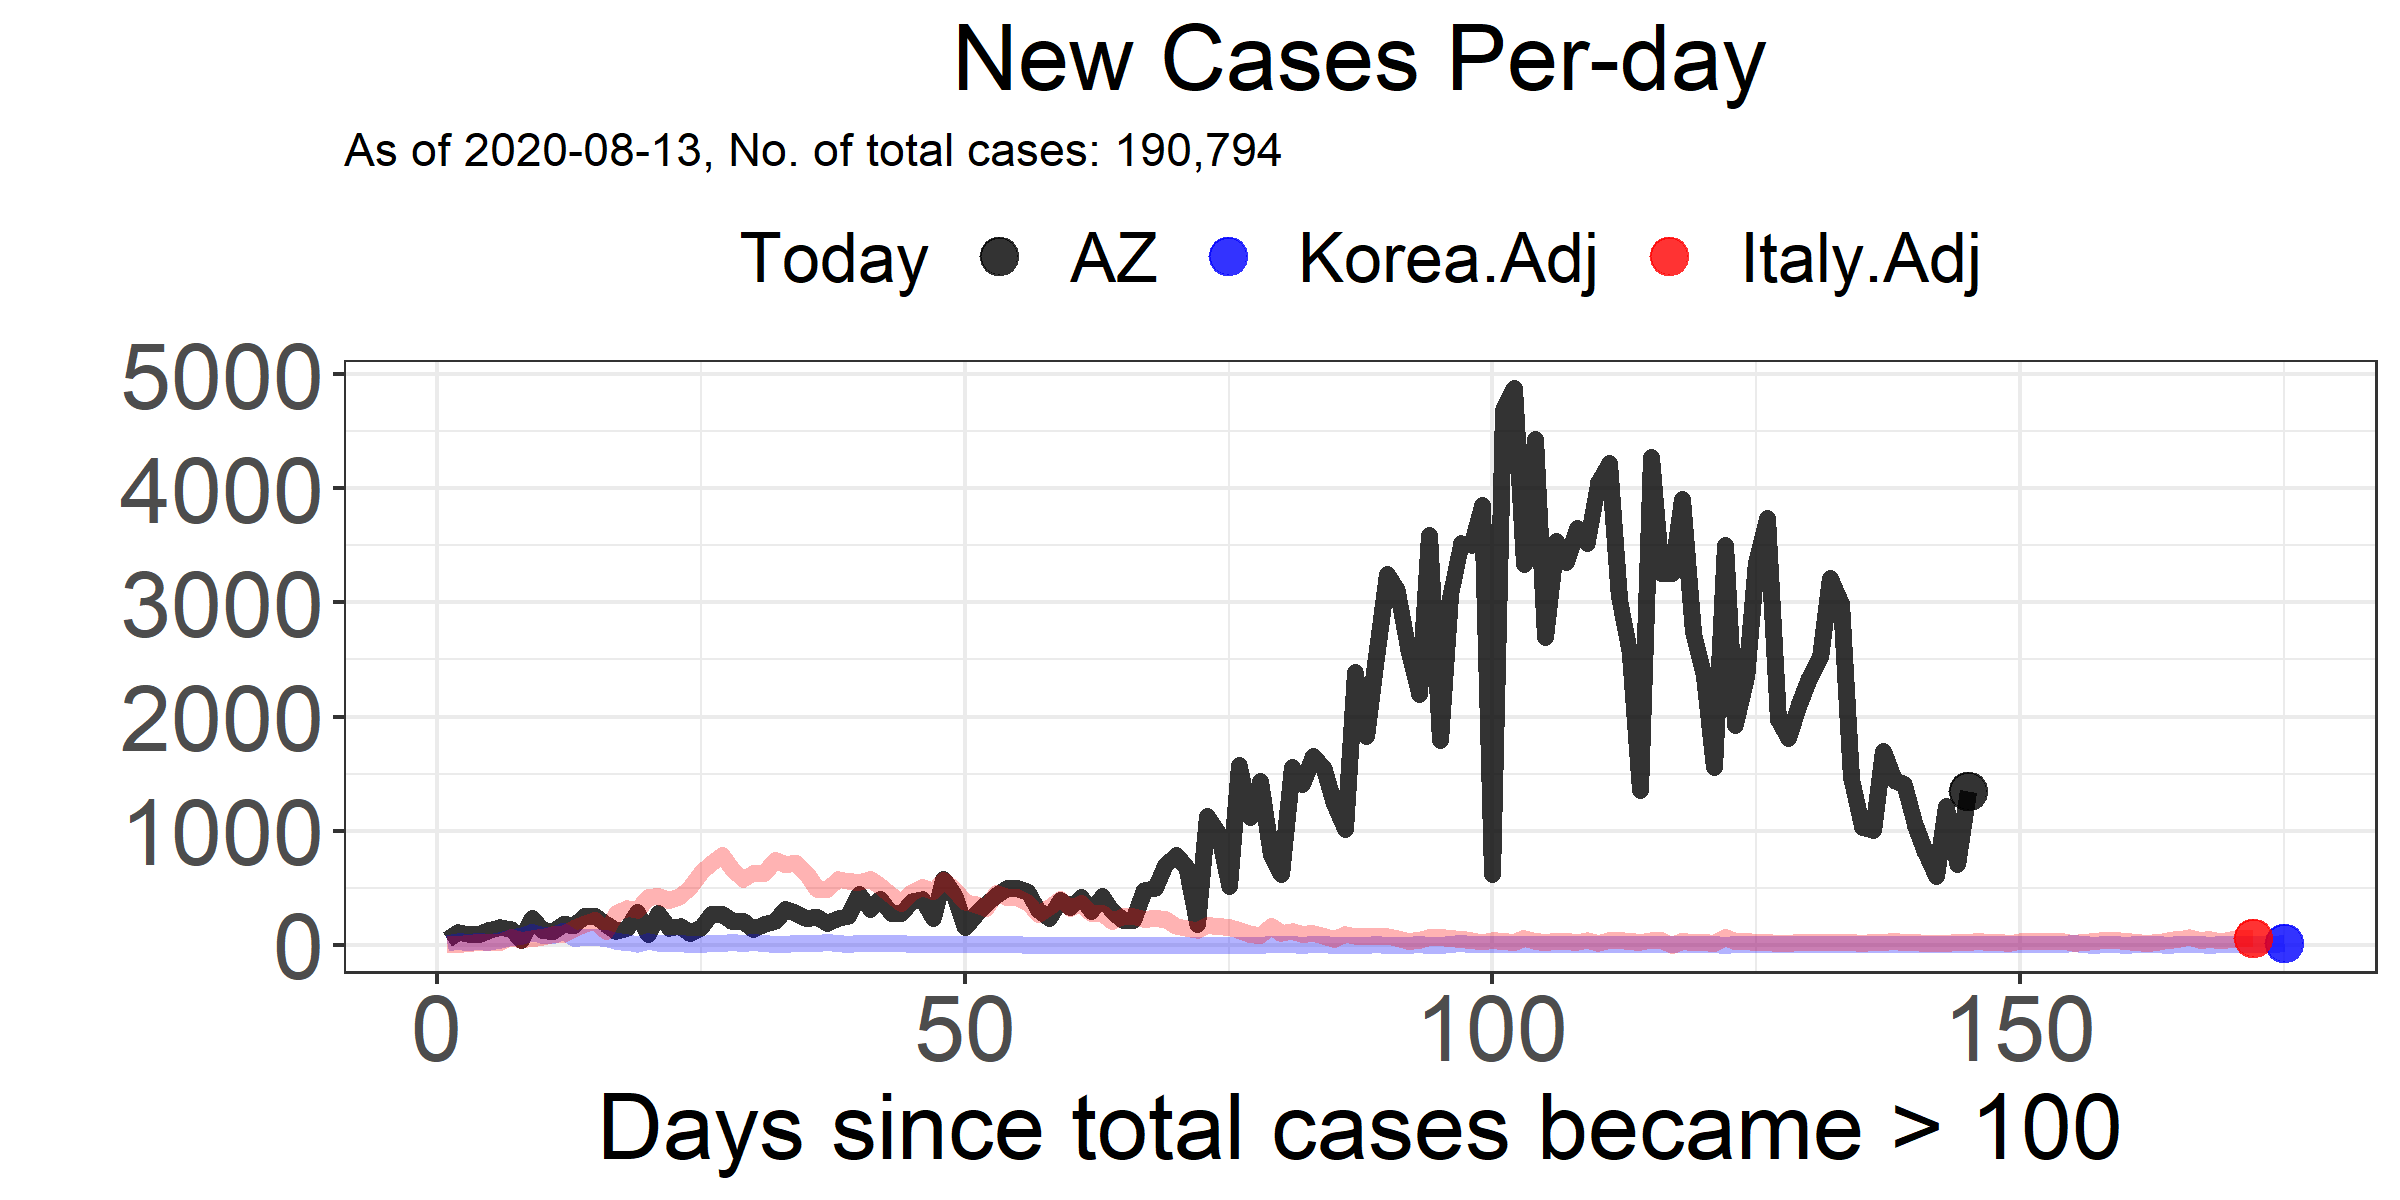 New Cases Per-day
As of 2020-08-13, No. of total cases: 190,794
Today AZ Korea.Adj Italy.Adj
5000
4000
3000
2000
1000
0
0 50 100 150
Days since total cases became > 100